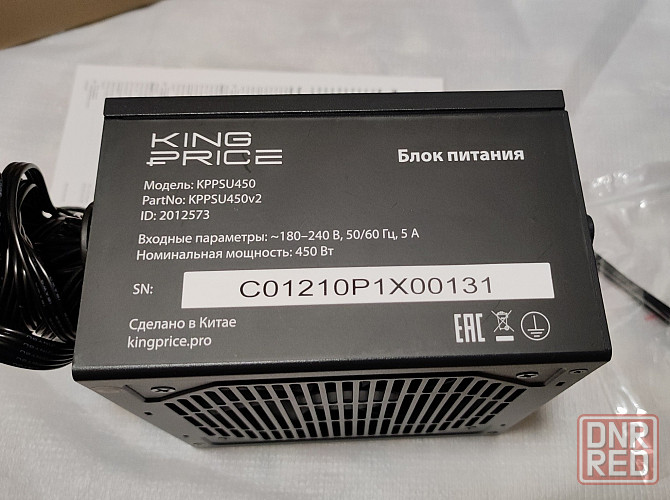 KING PRICE
Блок питания
Модель: KPPSU450
PartNo: KPPSU450v2
ID: 2012573
Входные параметры: ~180–240 В, 50/60 Гц, 5 А
Номинальная мощность: 450 Вт
SN: C01210P1X00131
Сделано в Китае
kingprice.pro
EAC
DNR
RED